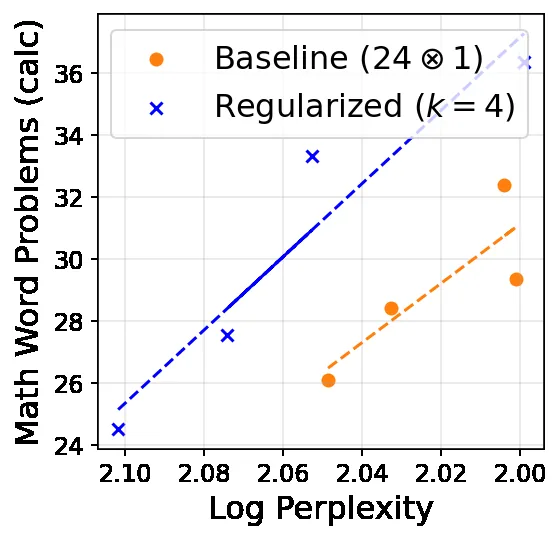 Baseline (24 ⊗ 1)
Regularized (k = 4)
Math Word Problems (calc)
36
34
32
30
28
26
24
2.10 2.08 2.06 2.04 2.02 2.00
Log Perplexity